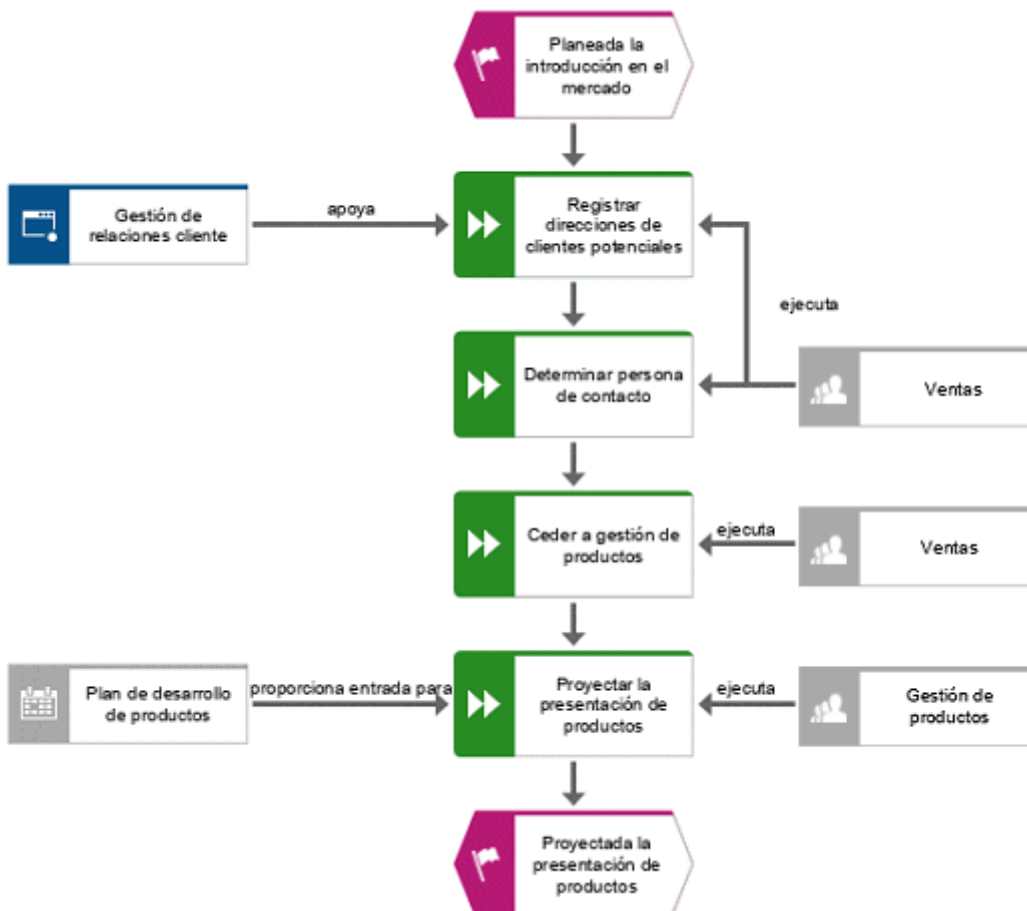 Planeada la
introducción en el
mercado
Gestión de
relaciones cliente
apoya
Registrar
direcciones de
clientes potenciales
ejecuta
Determinar persona
de contacto
Ventas
Ceder a gestión de
productos
ejecuta
Ventas
Plan de desarrollo
de productos
proporciona entrada para
Proyectar la
presentación de
productos
ejecuta
Gestión de
productos
Proyectada la
presentación de
productos